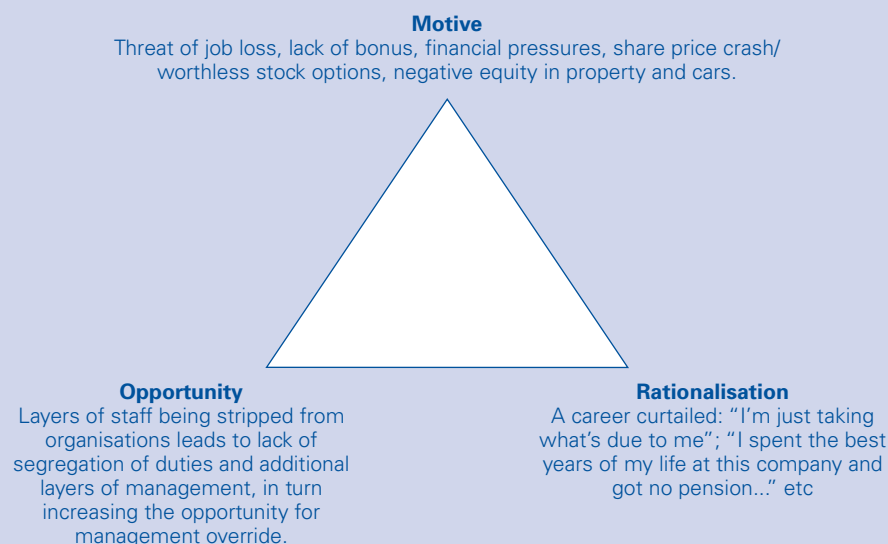 Motive
Threat of job loss, lack of bonus, financial pressures, share price crash/
worthless stock options, negative equity in property and cars.
Opportunity
Layers of staff being stripped from
organisations leads to lack of
segregation of duties and additional
layers of management, in turn
increasing the opportunity for
management override.
Rationalisation
A career curtailed: “I’m just taking
what’s due to me”; “I spent the best
years of my life at this company and
got no pension...” etc